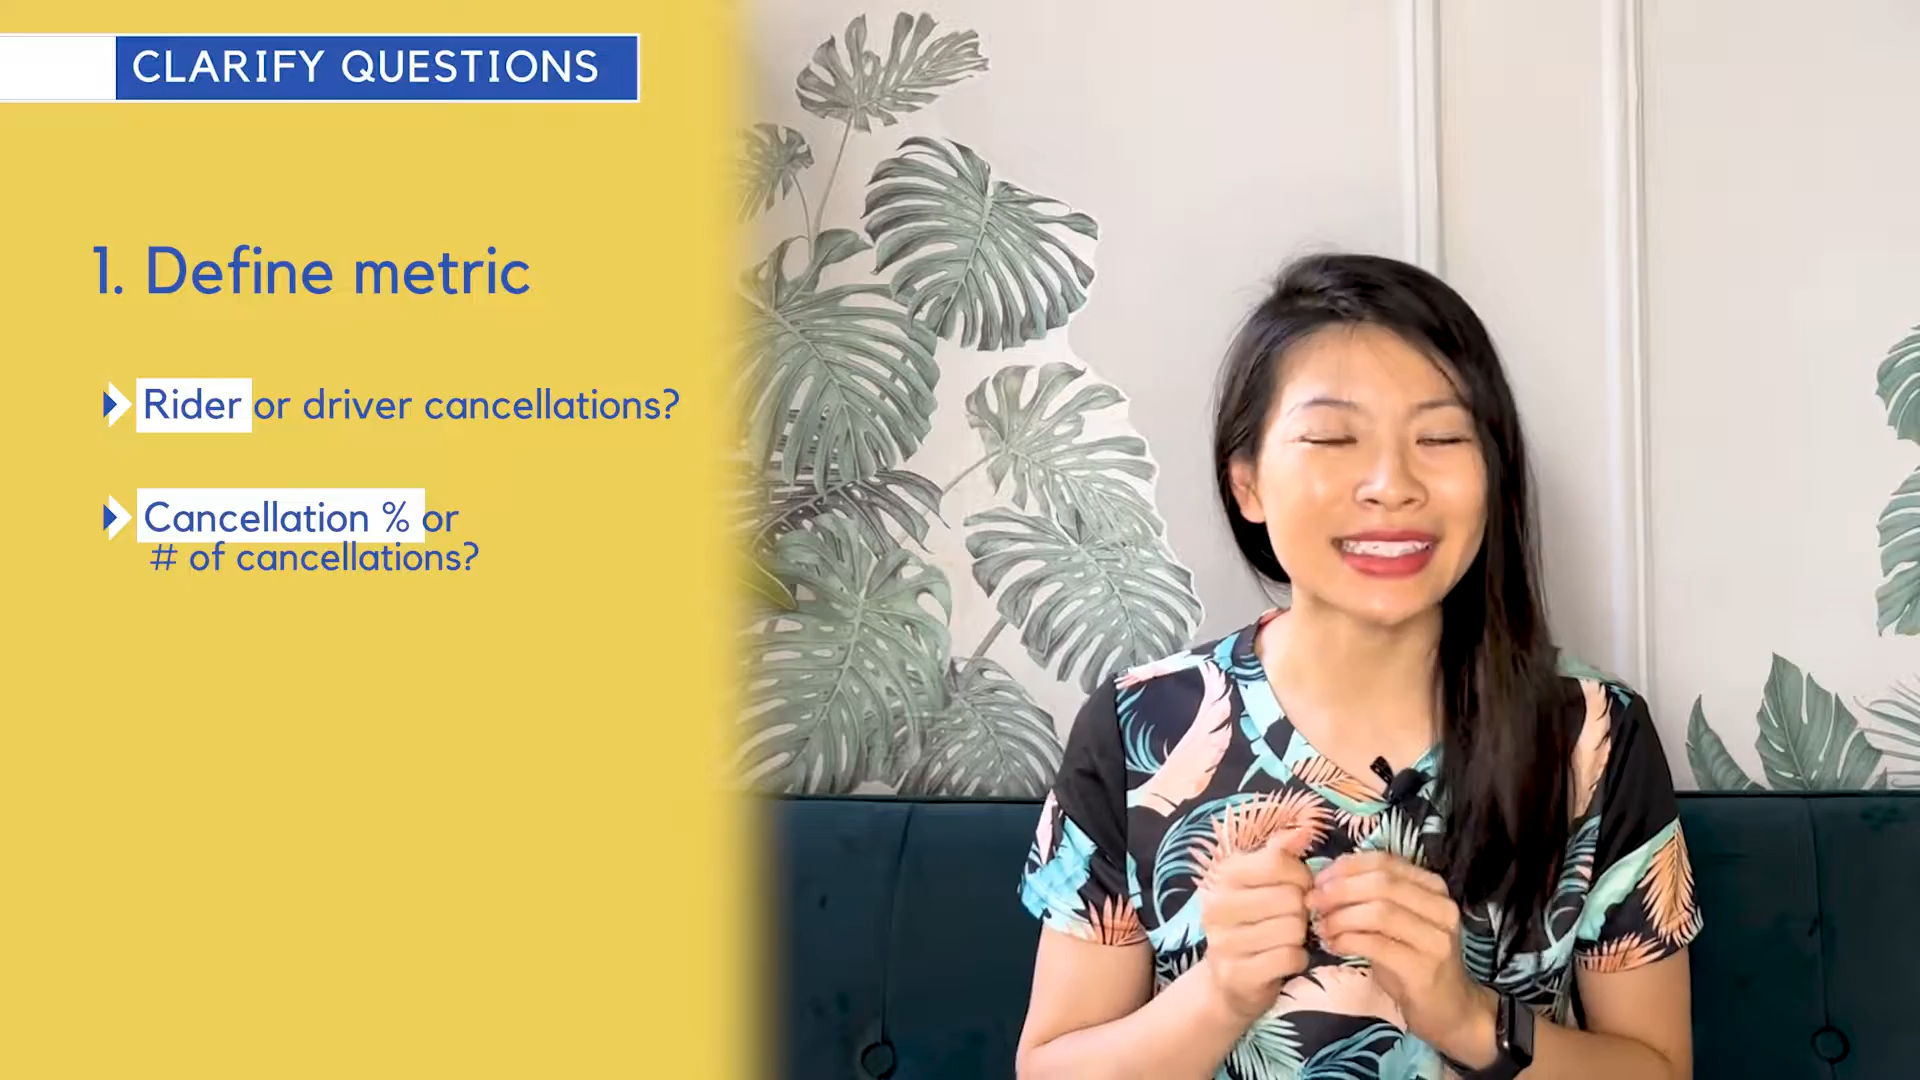 CLARIFY QUESTIONS
1. Define metric
Rider or driver cancellations?
Cancellation % or
# of cancellations?